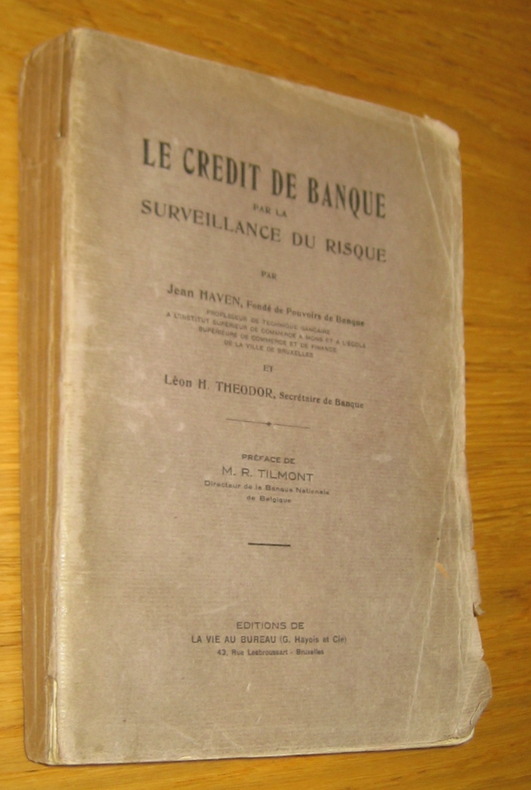 LE CREDIT DE BANQUE
PAR LA
SURVEILLANCE DU RISQUE
PAR
Jean HAVEN, Fondé de Pouvoirs de Banque
PROFESSEUR DE TECHNIQUE BANCAIRE
A L'INSTITUT SUPERIEUR DE COMMERCE A MONS ET A L'ECOLE
SUPERIEURE DE COMMERCE ET DE FINANCE
DE LA VILLE DE BRUXELLES
ET
Léon H. THEODOR, Secrétaire de Banque
PRÉFACE DE
M. R. TILMONT
Directeur de la Banque Nationale
de Belgique
EDITIONS DE
LA VIE AU BUREAU (G. Hayois et Cie)
43, Rue Lesbroussart - Bruxelles